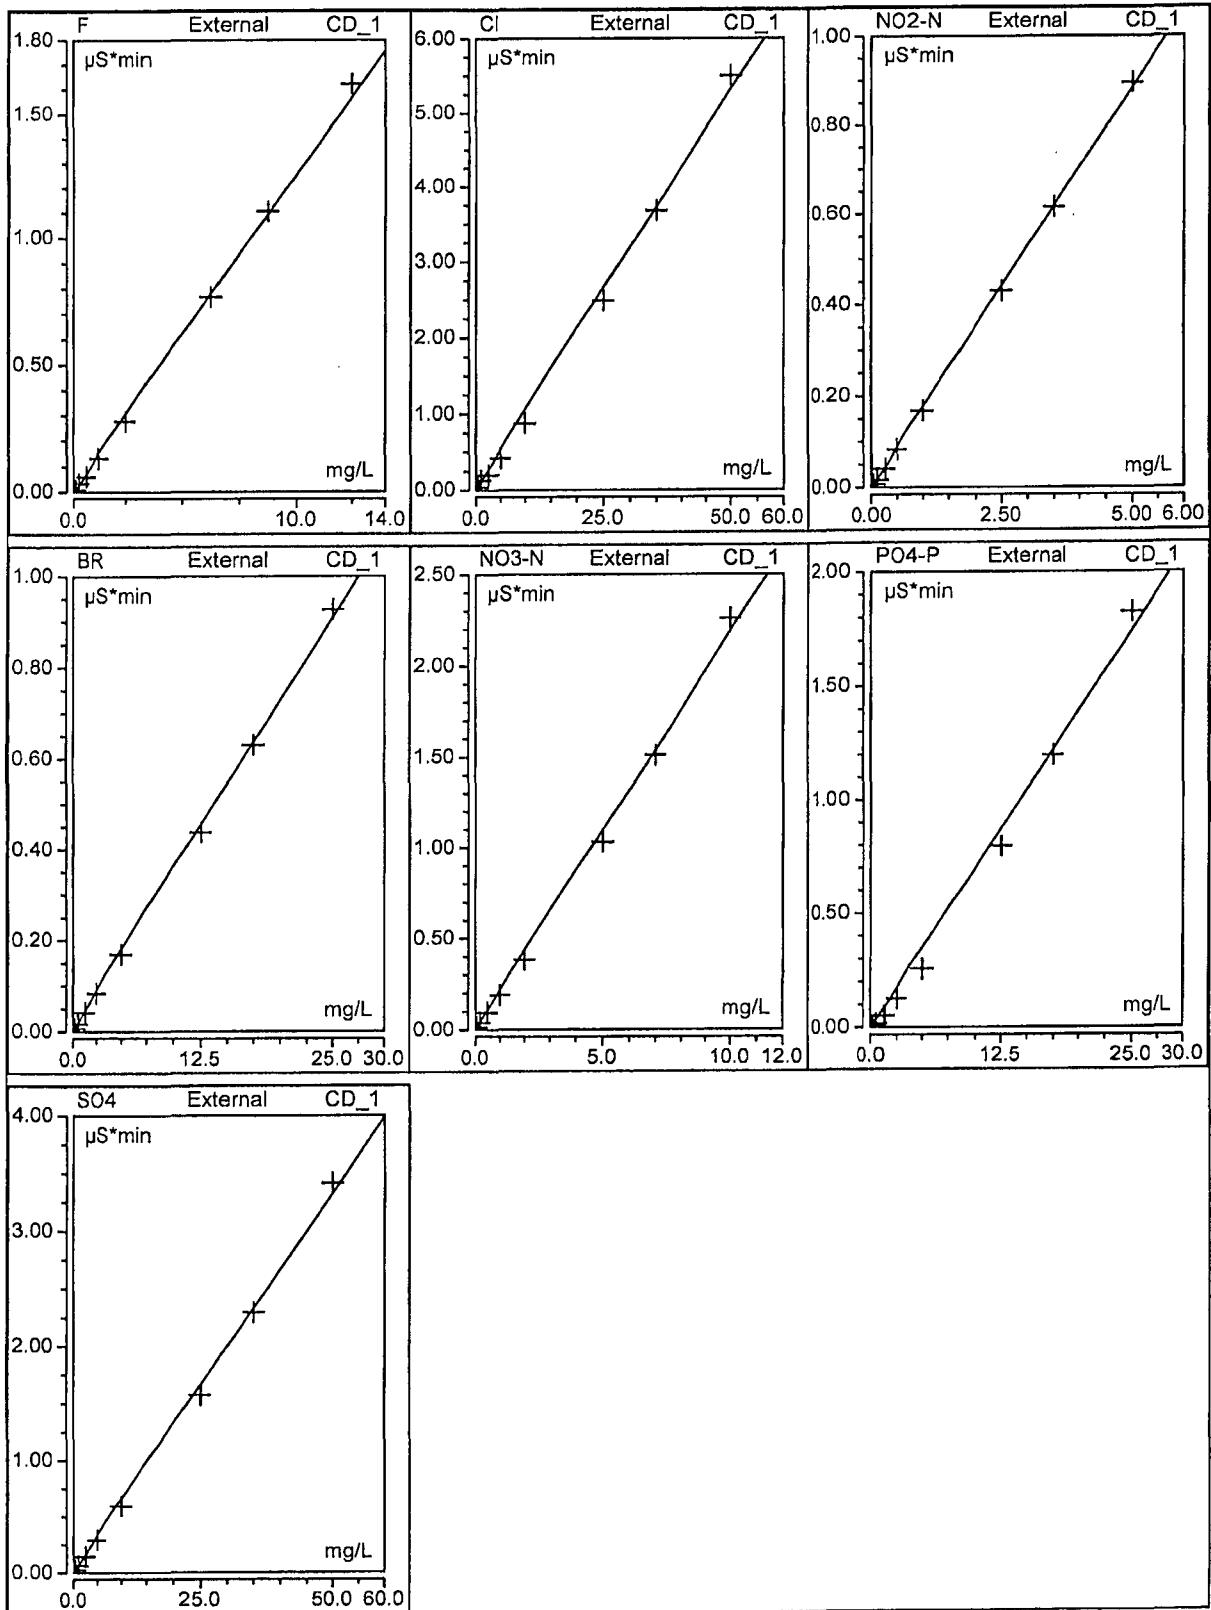 F External CD_1
1.80
µS*min
1.50
1.00
0.50
mg/L
0.00
0.0 10.0 14.0
Cl External CD_1
6.00
µS*min
5.00
4.00
3.00
2.00
1.00
mg/L
0.00
0.0 25.0 50.0 60.0
NO2-N External CD_1
1.00
µS*min
0.80
0.60
0.40
0.20
mg/L
0.00
0.00 2.50 5.00 6.00
BR External CD_1
1.00
µS*min
0.80
0.60
0.40
0.20
mg/L
0.00
0.0 12.5 25.0 30.0
NO3-N External CD_1
2.50
µS*min
2.00
1.50
1.00
0.50
mg/L
0.00
0.0 5.0 10.0 12.0
PO4-P External CD_1
2.00
µS*min
1.50
1.00
0.50
mg/L
0.00
0.0 12.5 25.0 30.0
SO4 External CD_1
4.00
µS*min
3.00
2.00
1.00
mg/L
0.00
0.0 25.0 50.0 60.0